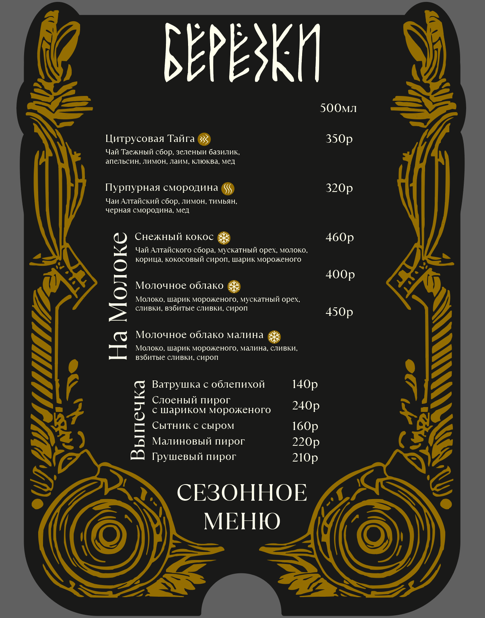 БЕРЁЗКИ
500мл
Цитрусовая Тайга 350р
Чай Таежный сбор, зеленыи базилик,
апельсин, лимон, лаим, клюква, мед
Пурпурная смородина 320р
Чаи Алтайский сбор, лимон, тимьян,
черная смородина, мед
На Молоке
Снежный кокос 460р
Чай Алтайского сбора, мускатный орех, молоко,
корица, кокосовый сироп, шарик мороженого
400р
Молочное облако
Молоко, шарик мороженого, мускатный орех,
сливки, взбитые сливки, сироп
450р
Молочное облако малина
Молоко, шарик мороженого, малина, сливки,
взбитые сливки, сироп
Выпечка
Ватрушка с облепихой 140р
Слоеный пирог
с шариком мороженого 240р
Сытник с сыром 160р
Малиновый пирог 220р
Грушевый пирог 210р
СЕЗОННОЕ
МЕНЮ